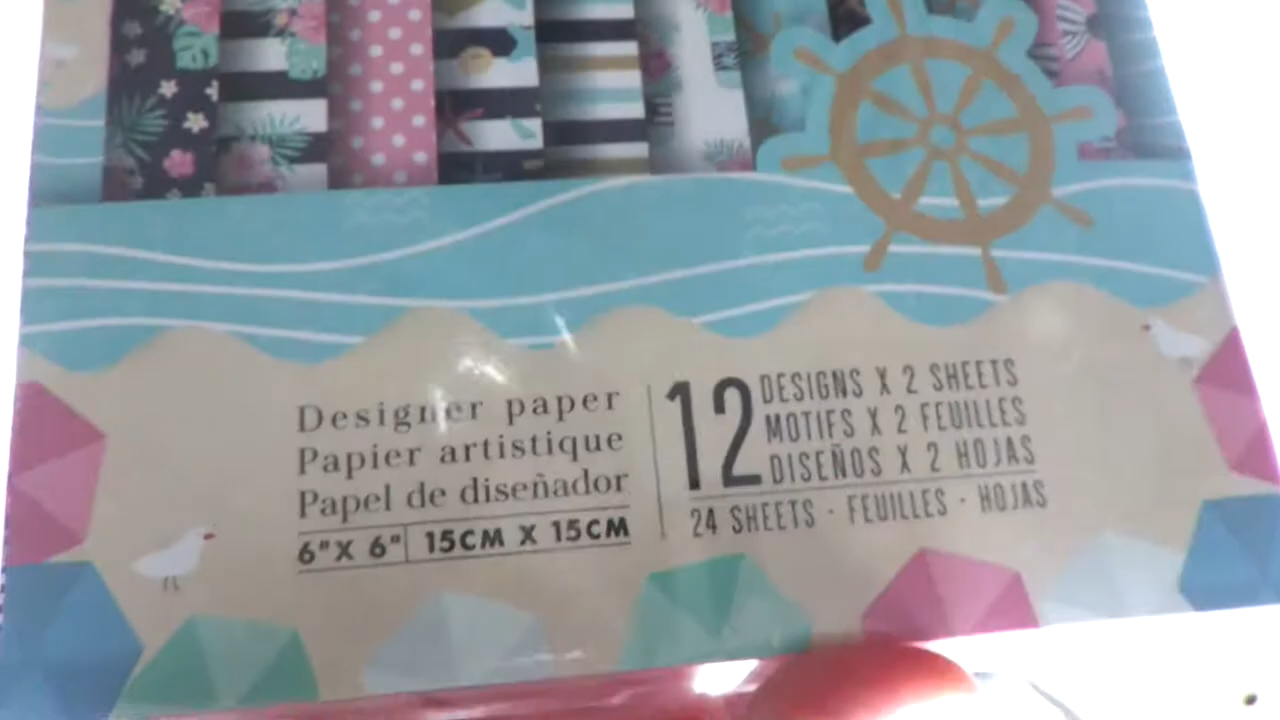 Designer paper
Papier artistique
Papel de diseñador
6"X 6" 15CM X 15CM
12 DESIGNS X 2 SHEETS
MOTIFS X 2 FEUILLES
DISEÑOS X 2 HOJAS
24 SHEETS · FEUILLES · HOJAS